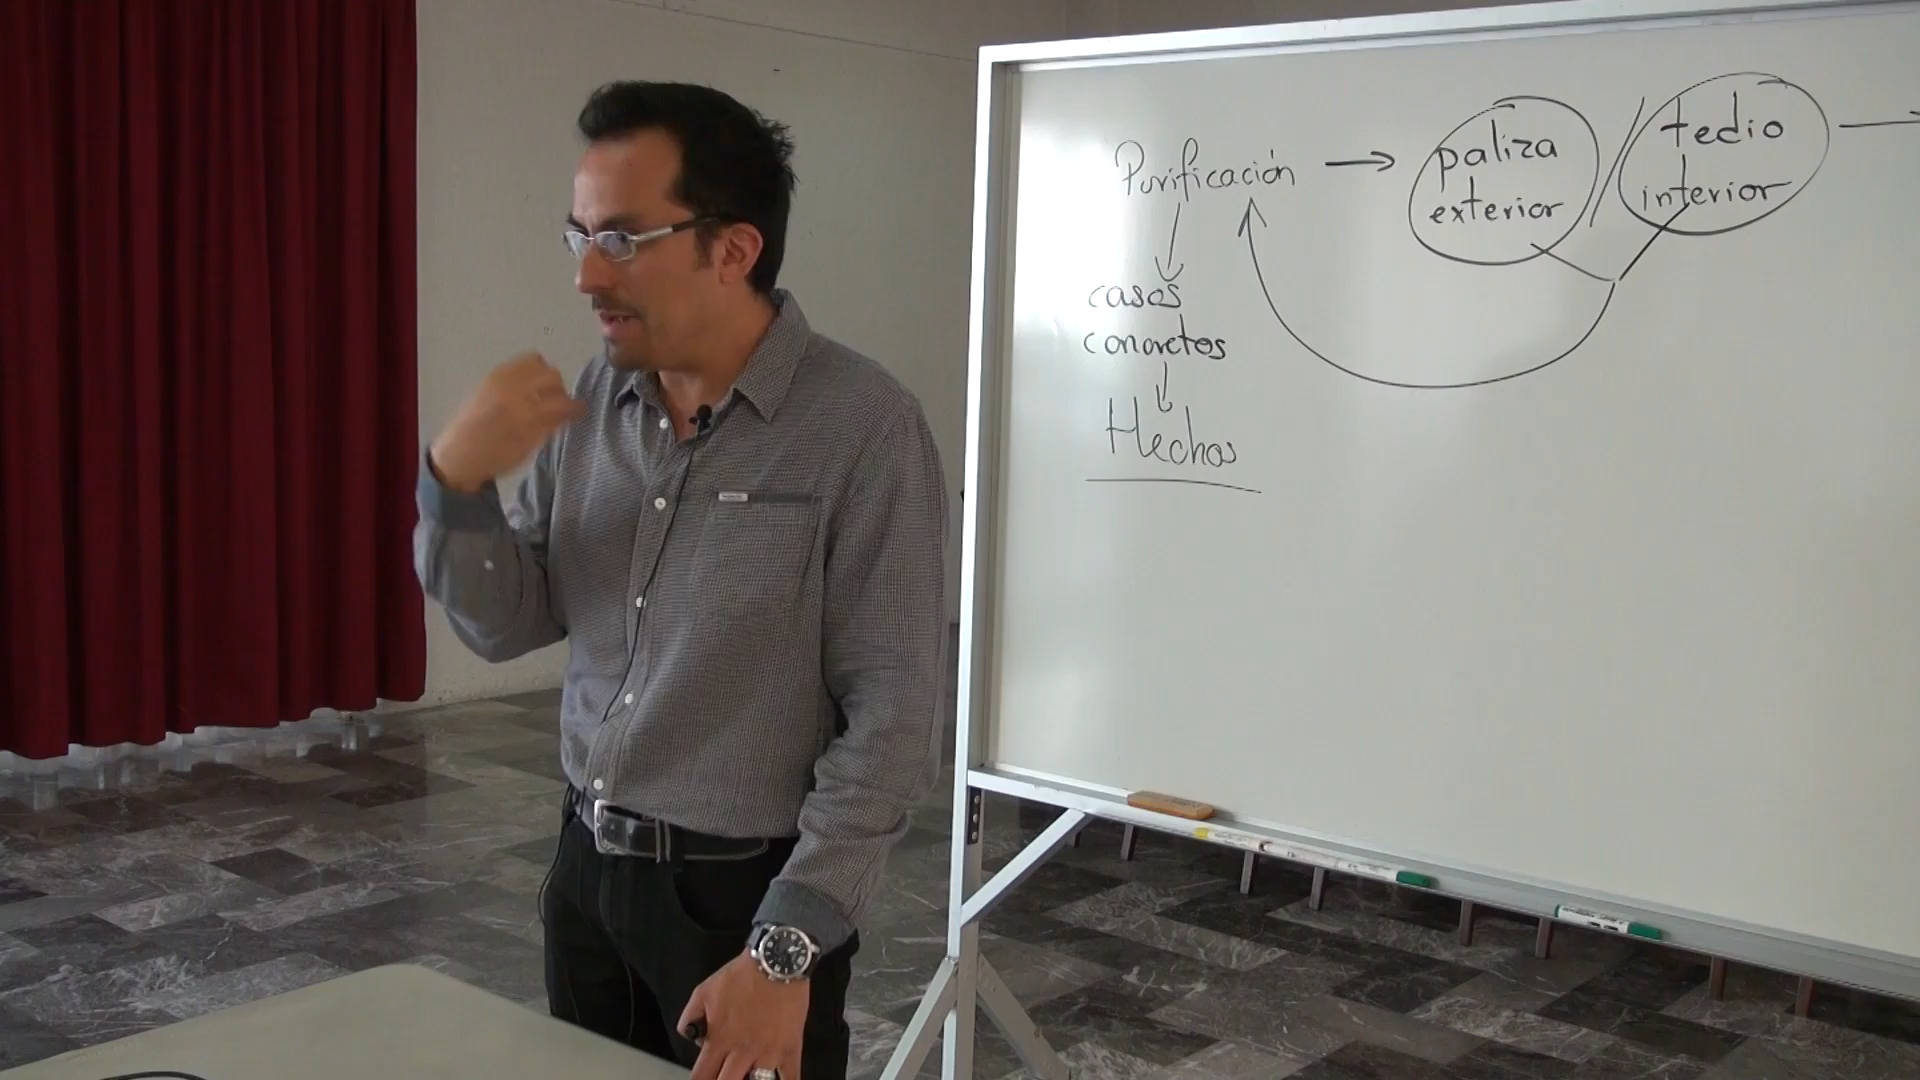 Purificación → paliza exterior / tedio interior →
casos
concretos
Hechos